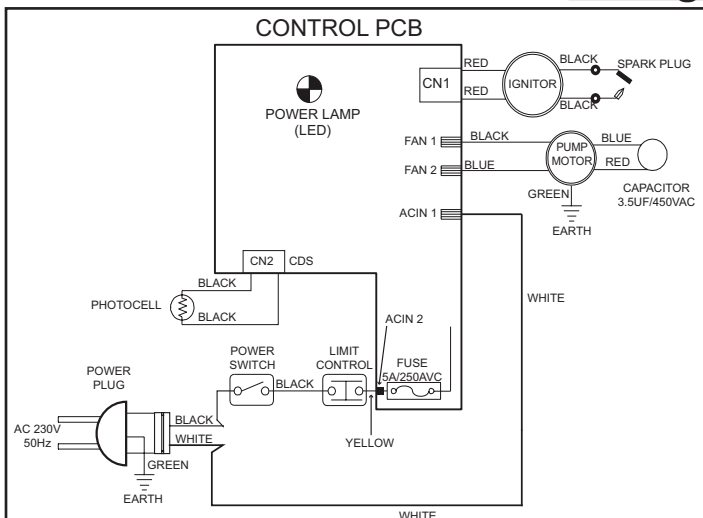 CONTROL PCB
RED
CN1
RED
IGNITOR
BLACK
BLACK
SPARK PLUG
POWER LAMP
(LED)
FAN 1
BLACK
FAN 2
BLUE
PUMP
MOTOR
BLUE
RED
GREEN
EARTH
CAPACITOR
3.5UF/450VAC
ACIN 1
WHITE
CN2
CDS
BLACK
BLACK
PHOTOCELL
ACIN 2
POWER
SWITCH
BLACK
LIMIT
CONTROL
FUSE
5A/250AVC
YELLOW
POWER
PLUG
AC 230V
50Hz
BLACK
WHITE
GREEN
EARTH
WHITE